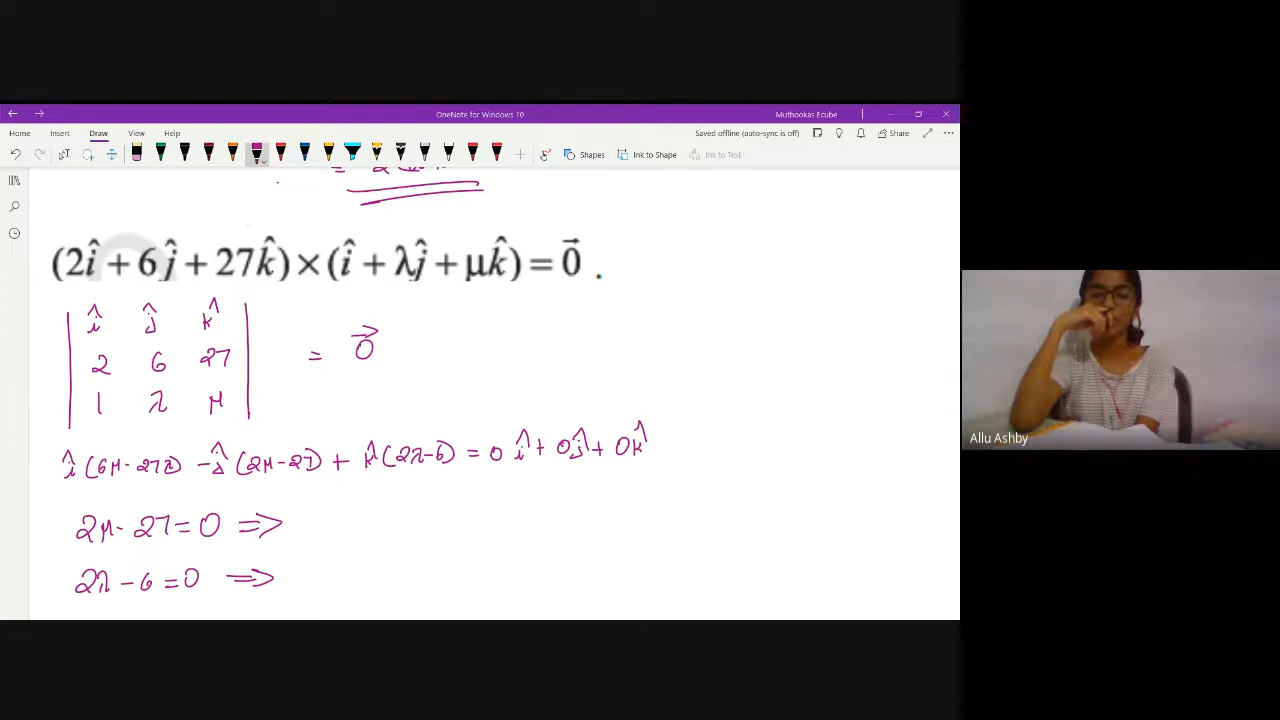 OneNote for Windows 10
Muthookas Ecube
Home Insert Draw View Help
Saved offline (auto-sync is off)
Share
Shapes
Ink to Shape
Ink to Text
(2î + 6ĵ + 27k̂) × (î + λĵ + μk̂) = 0⃗ .
î ĵ k̂
2 6 27 = 0⃗
1 λ μ
î (6μ - 27λ) - ĵ (2μ - 27) + k̂ (2λ - 6) = 0 î + 0ĵ + 0k̂
2μ - 27 = 0 =>
2λ - 6 = 0 =>
Allu Ashby